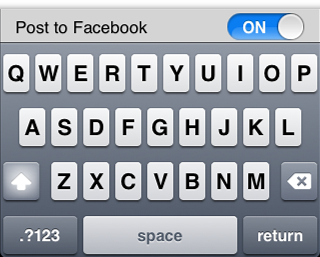 Post to Facebook ON
Q W E R T Y U I O P
A S D F G H J K L
Z X C V B N M
.?123 space return